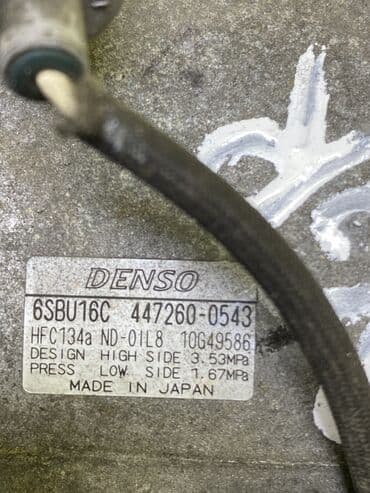 DENSO
6SBU16C 447260-0543
HFC134a ND-OIL8 10G49586
DESIGN HIGH SIDE 3.53MPa
PRESS LOW SIDE 1.67MPa
MADE IN JAPAN